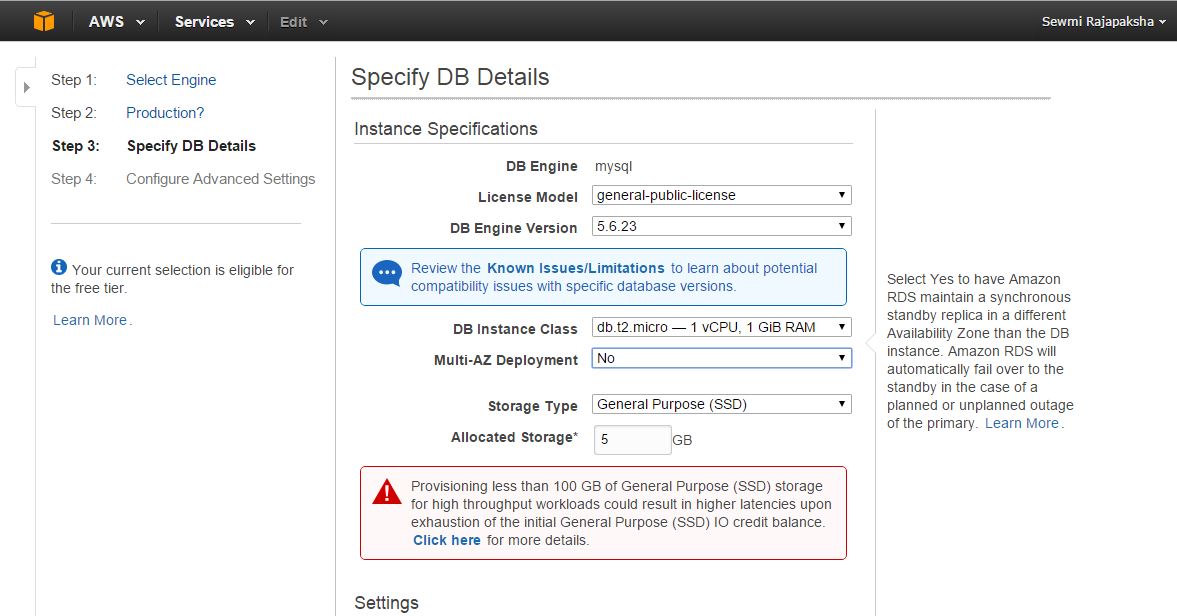 AWS Services Edit Sewmi Rajapaksha
Step 1: Select Engine
Step 2: Production?
Step 3: Specify DB Details
Step 4: Configure Advanced Settings
Your current selection is eligible for
the free tier.
Learn More.
Specify DB Details
Instance Specifications
DB Engine mysql
License Model general-public-license
DB Engine Version 5.6.23
Review the Known Issues/Limitations to learn about potential
compatibility issues with specific database versions.
DB Instance Class db.t2.micro — 1 vCPU, 1 GiB RAM
Multi-AZ Deployment No
Storage Type General Purpose (SSD)
Allocated Storage* 5 GB
Provisioning less than 100 GB of General Purpose (SSD) storage
for high throughput workloads could result in higher latencies upon
exhaustion of the initial General Purpose (SSD) IO credit balance.
Click here for more details.
Settings
Select Yes to have Amazon
RDS maintain a synchronous
standby replica in a different
Availability Zone than the DB
instance. Amazon RDS will
automatically fail over to the
standby in the case of a
planned or unplanned outage
of the primary. Learn More.